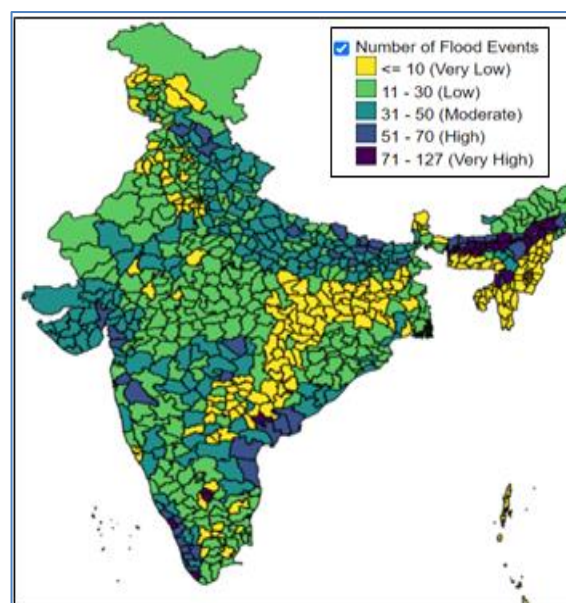 Number of Flood Events
<= 10 (Very Low)
11 - 30 (Low)
31 - 50 (Moderate)
51 - 70 (High)
71 - 127 (Very High)